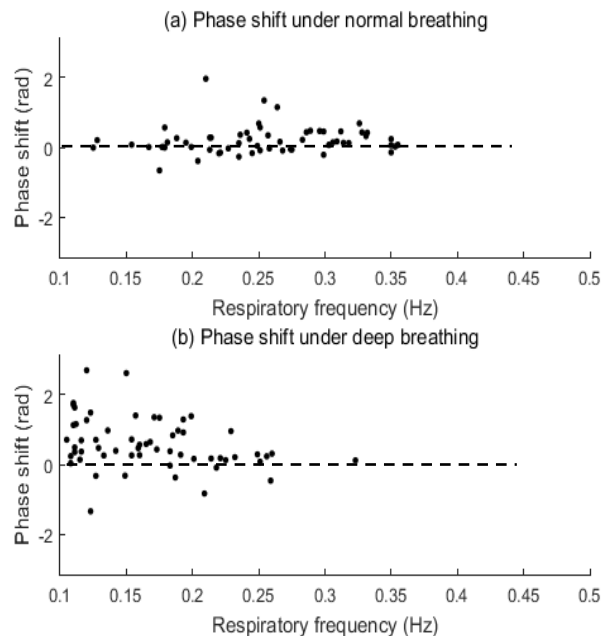 (a) Phase shift under normal breathing
Phase shift (rad)
2
0
-2
0.1 0.15 0.2 0.25 0.3 0.35 0.4 0.45 0.5
Respiratory frequency (Hz)
(b) Phase shift under deep breathing
Phase shift (rad)
2
0
-2
0.1 0.15 0.2 0.25 0.3 0.35 0.4 0.45 0.5
Respiratory frequency (Hz)